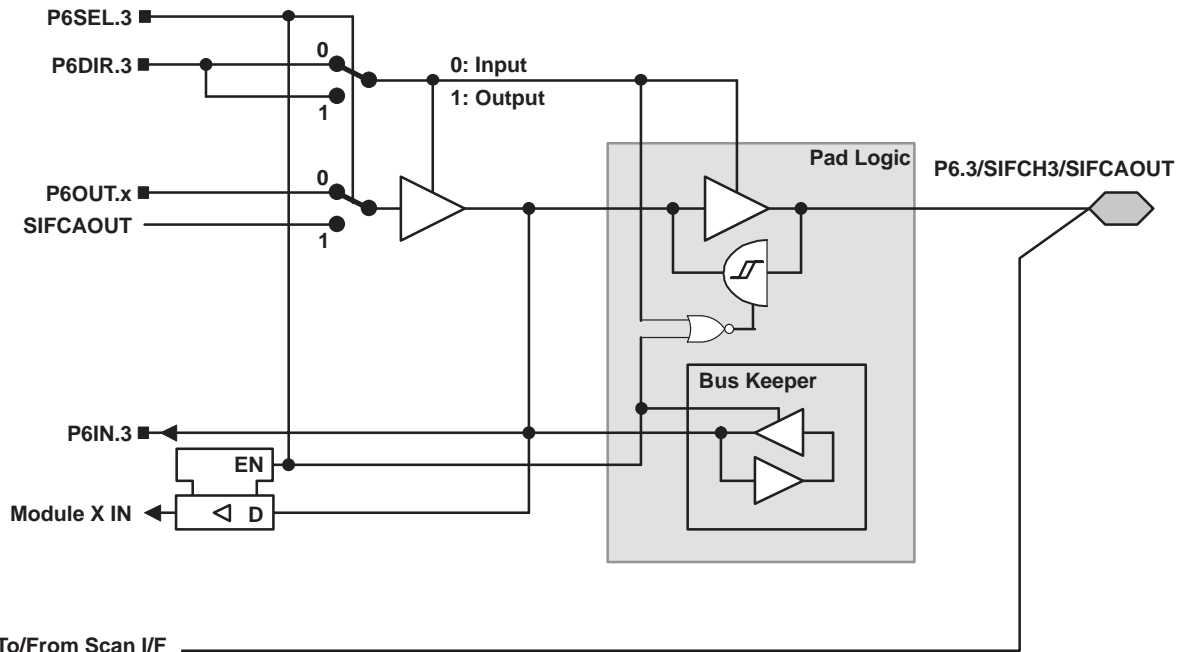 P6SEL.3
P6DIR.3
0
1
0: Input
1: Output
Pad Logic
P6.3/SIFCH3/SIFCAOUT
P6OUT.x
SIFCAOUT
0
1
Bus Keeper
P6IN.3
EN
D
Module X IN
To/From Scan I/F